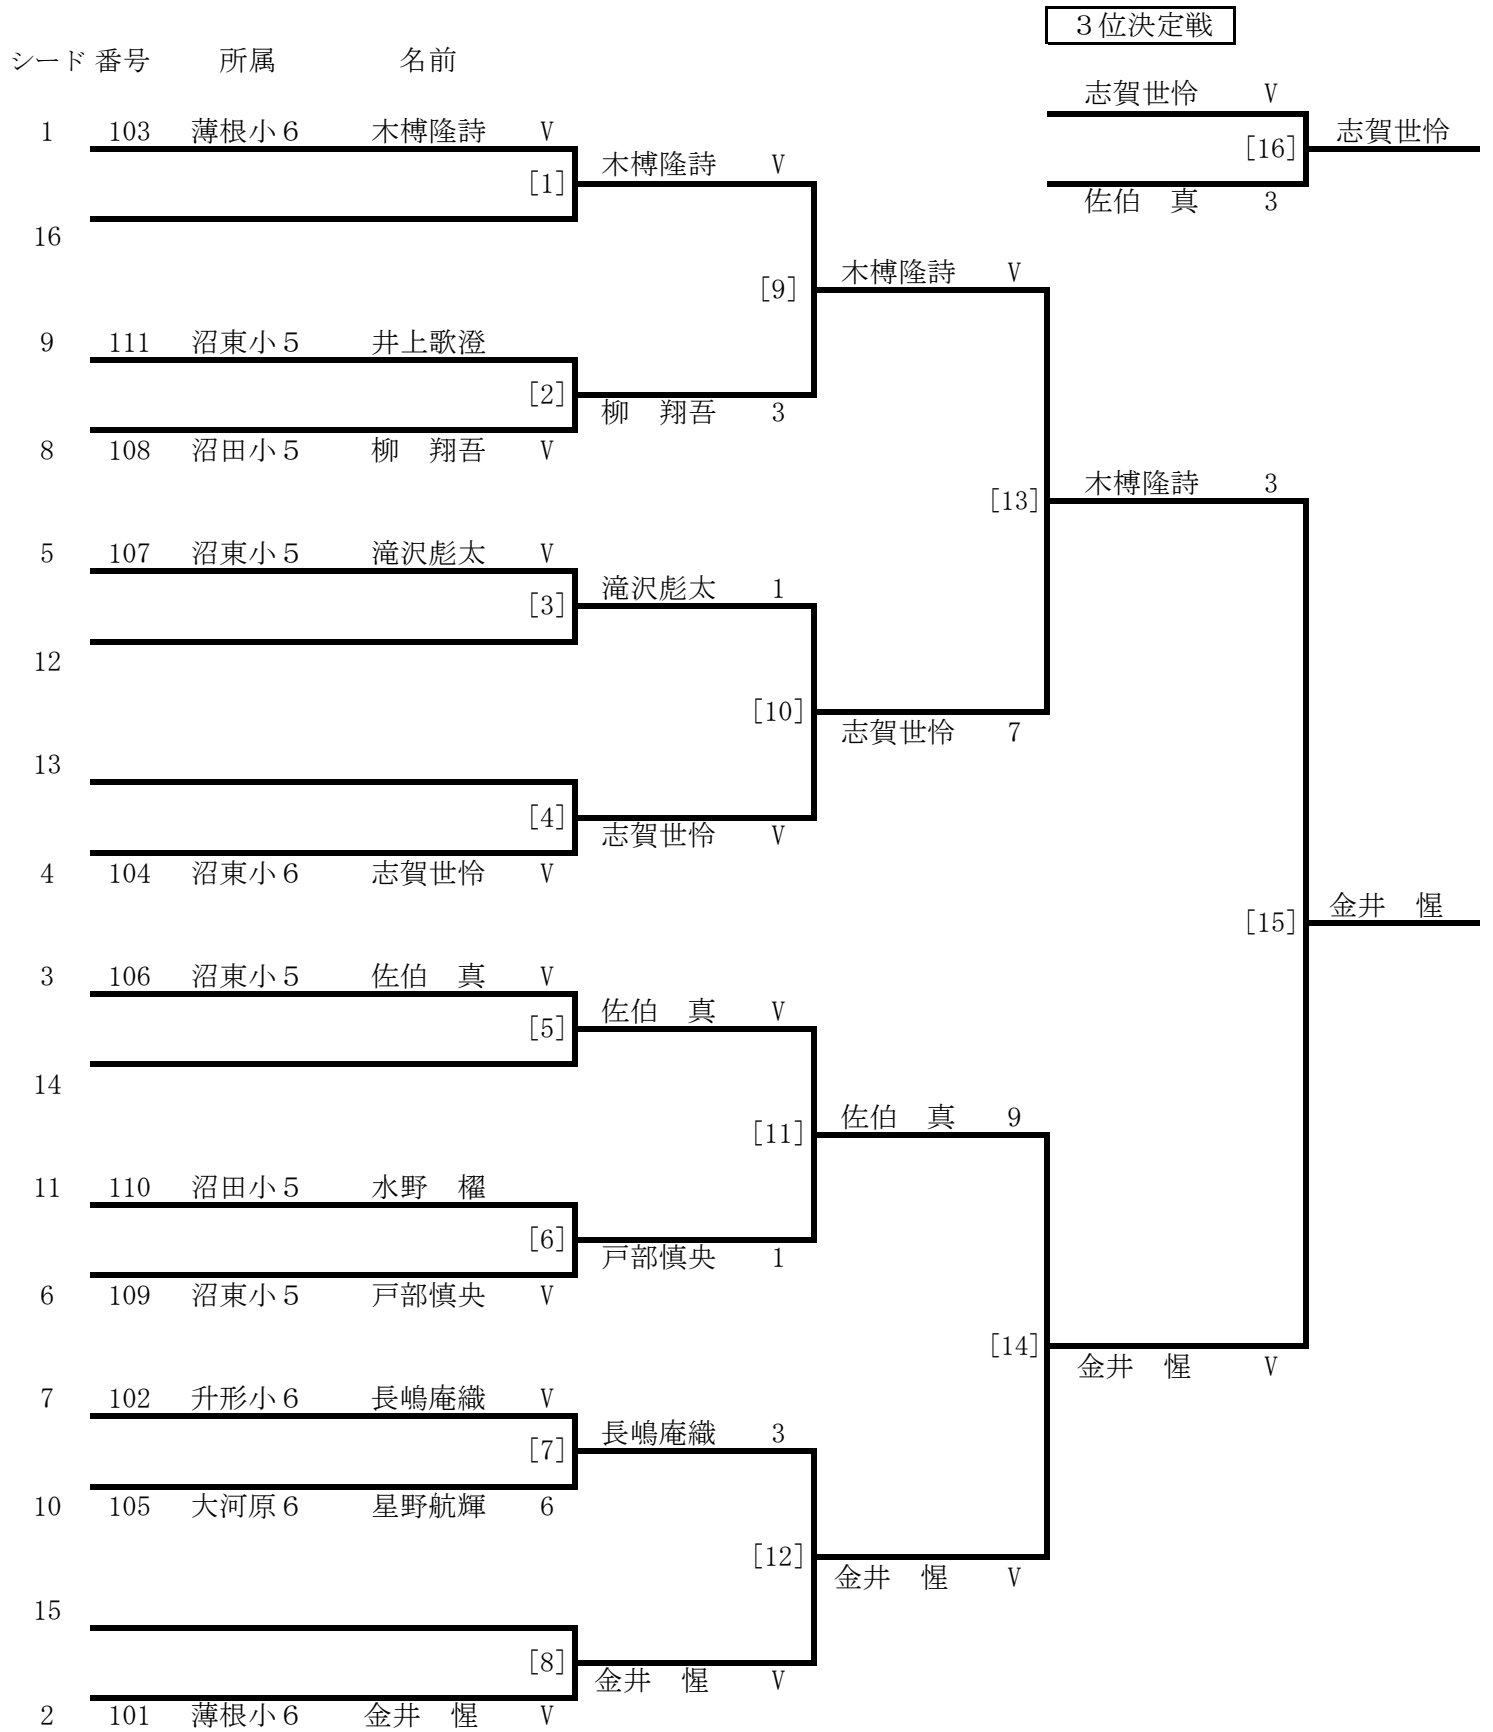 ３位決定戦
シード 番号 所属 名前
志賀世怜 V
1 103 薄根小６ 木榑隆詩 V
[16] 志賀世怜
木榑隆詩 V
[1]
佐伯 真 3
16
木榑隆詩 V
[9]
9 111 沼東小５ 井上歌澄
[2]
柳 翔吾 3
8 108 沼田小５ 柳 翔吾 V
木榑隆詩 3
[13]
5 107 沼東小５ 滝沢彪太 V
滝沢彪太 1
[3]
12
[10]
志賀世怜 7
13
[4]
志賀世怜 V
4 104 沼東小６ 志賀世怜 V
金井 惺
[15]
3 106 沼東小５ 佐伯 真 V
佐伯 真 V
[5]
14
佐伯 真 9
[11]
11 110 沼田小５ 水野 櫂
[6]
戸部慎央 1
6 109 沼東小５ 戸部慎央 V
[14]
金井 惺 V
7 102 升形小６ 長嶋庵織 V
長嶋庵織 3
[7]
10 105 大河原６ 星野航輝 6
[12]
金井 惺 V
15
[8]
金井 惺 V
2 101 薄根小６ 金井 惺 V